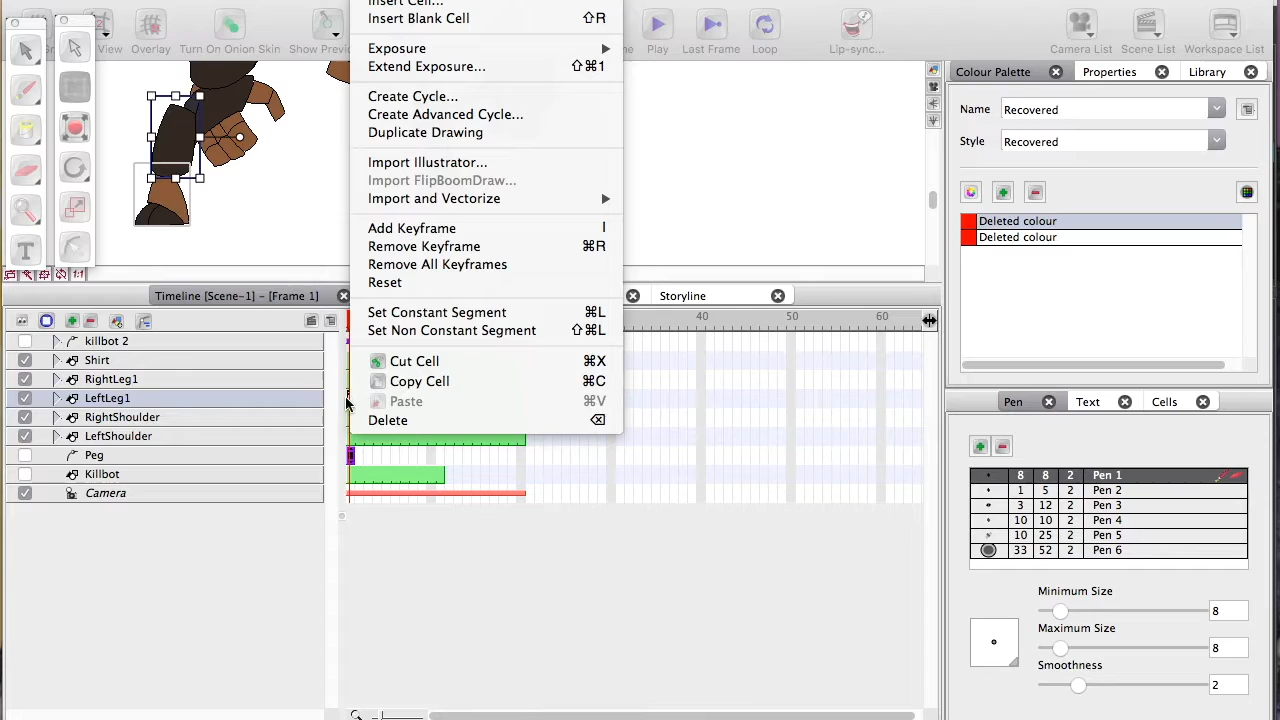 Insert Cell...
Insert Blank Cell ⇧R
Exposure
Extend Exposure... ⇧⌘1
Create Cycle...
Create Advanced Cycle...
Duplicate Drawing
Import Illustrator...
Import FlipBoomDraw...
Import and Vectorize
Add Keyframe I
Remove Keyframe ⌘R
Remove All Keyframes
Reset
Set Constant Segment ⌘L
Set Non Constant Segment ⇧⌘L
Cut Cell ⌘X
Copy Cell ⌘C
Paste ⌘V
Delete ⌫
View Overlay Turn On Onion Skin Show Previ
Play Last Frame Loop Lip-sync... Camera List Scene List Workspace List
T
1:1
Colour Palette Properties Library
Name Recovered
Style Recovered
Deleted colour
Deleted colour
Timeline [Scene-1] - [Frame 1] Storyline
40 50 60
killbot 2
Shirt
RightLeg1
LeftLeg1
RightShoulder
LeftShoulder
Peg
Killbot
Camera
Pen Text Cells
8 8 2 Pen 1
1 5 2 Pen 2
3 12 2 Pen 3
10 10 2 Pen 4
10 25 2 Pen 5
33 52 2 Pen 6
Minimum Size
8
Maximum Size
8
Smoothness
2